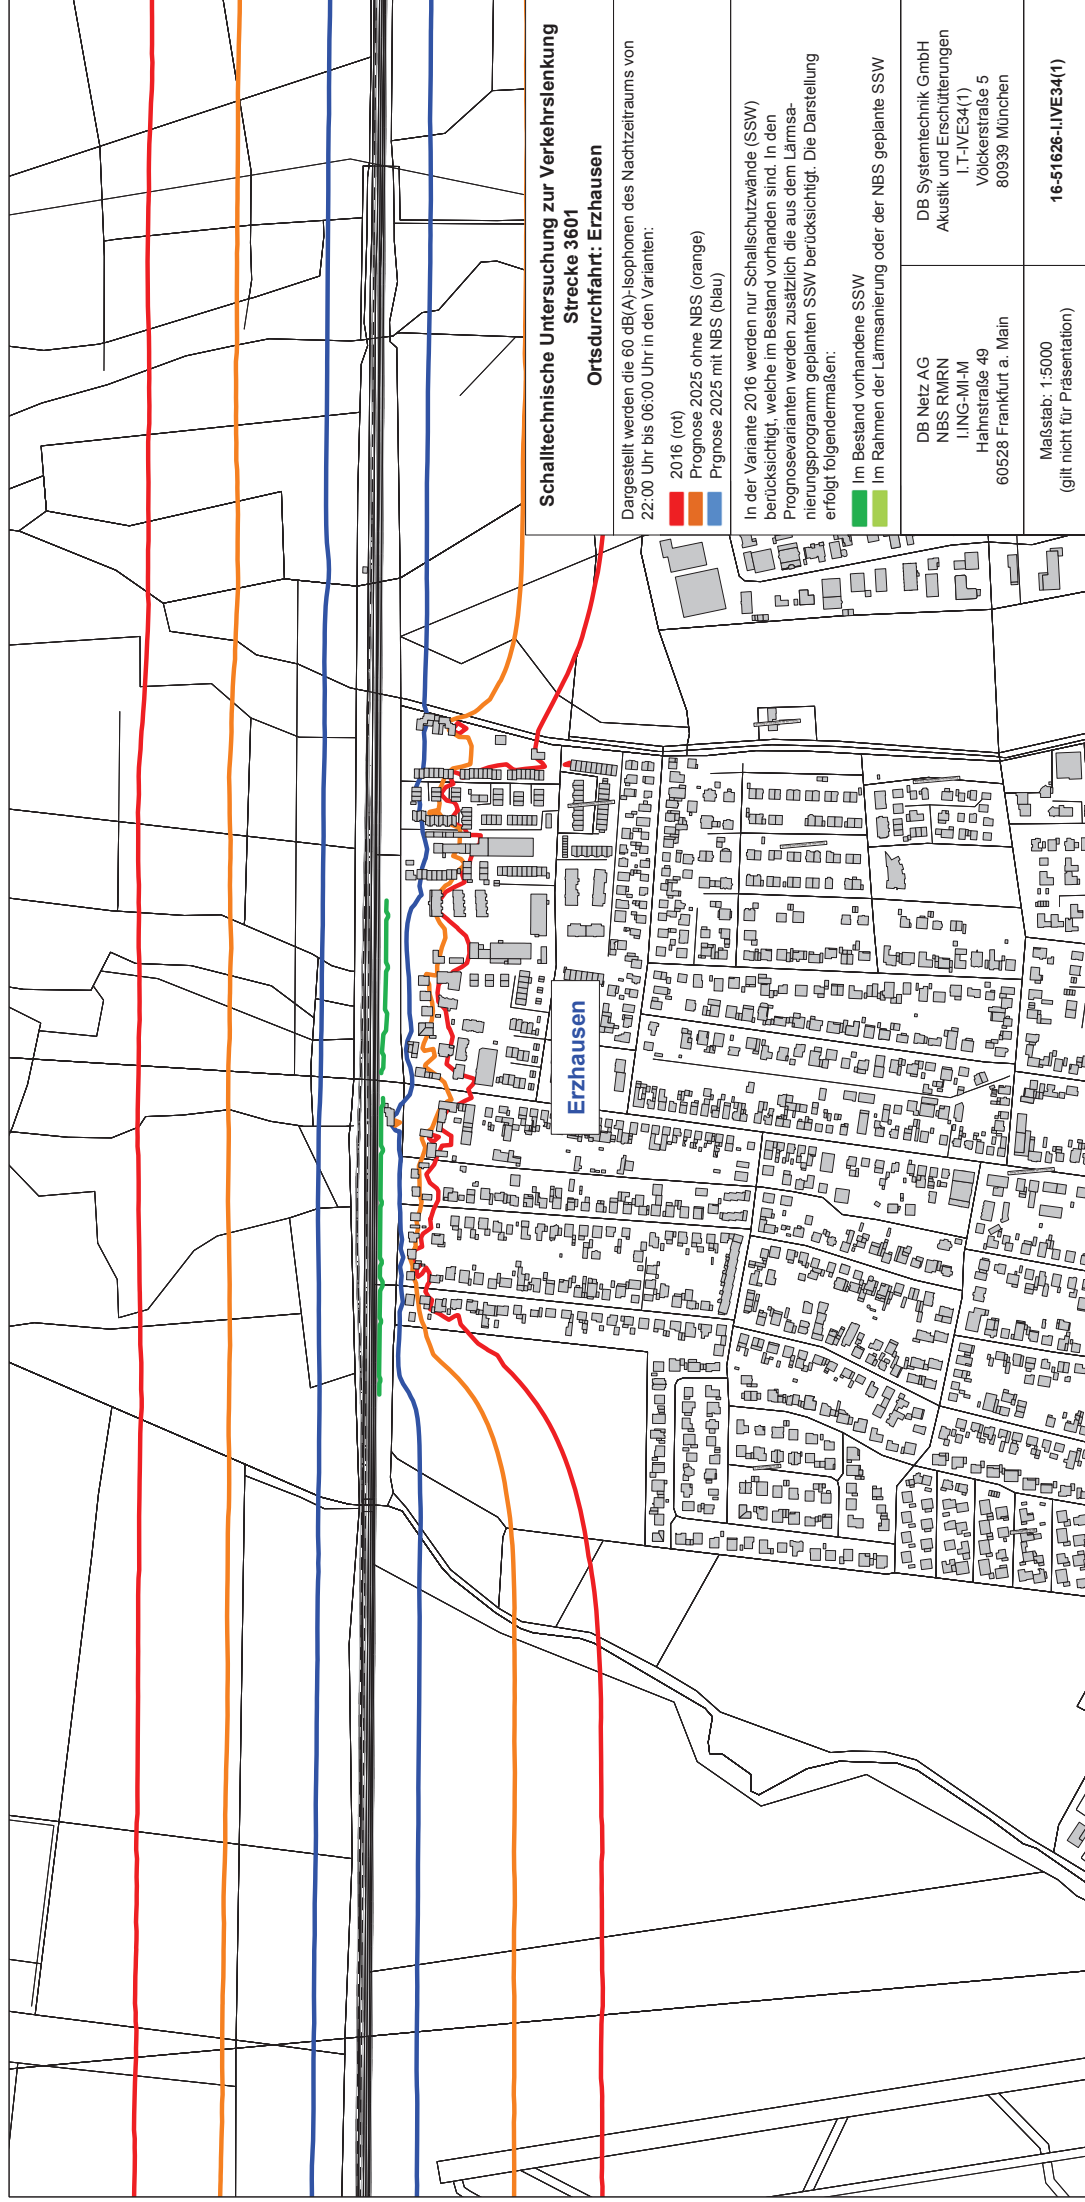 Schalltechnische Untersuchung zur Verkehrslenkung
Strecke 3601
Ortsdurchfahrt: Erzhausen
Dargestellt werden die 60 dB(A)-Isophonen des Nachtzeitraums von
22:00 Uhr bis 06:00 Uhr in den Varianten:
2016 (rot)
Prognose 2025 ohne NBS (orange)
Prgnose 2025 mit NBS (blau)
In der Variante 2016 werden nur Schallschutzwände (SSW)
berücksichtigt, welche im Bestand vorhanden sind. In den
Prognosevarianten werden zusätzlich die aus dem Lärmsa-
nierungsprogramm geplanten SSW berücksichtigt. Die Darstellung
erfolgt folgendermaßen:
Im Bestand vorhandene SSW
Im Rahmen der Lärmsanierung oder der NBS geplante SSW
DB Netz AG
NBS RMRN
I.ING-MI-M
Hahnstraße 49
60528 Frankfurt a. Main
DB Systemtechnik GmbH
Akustik und Erschütterungen
I.T-IVE34(1)
Völckerstraße 5
80939 München
Maßstab: 1:5000
(gilt nicht für Präsentation)
16-51626-I.IVE34(1)
Erzhausen